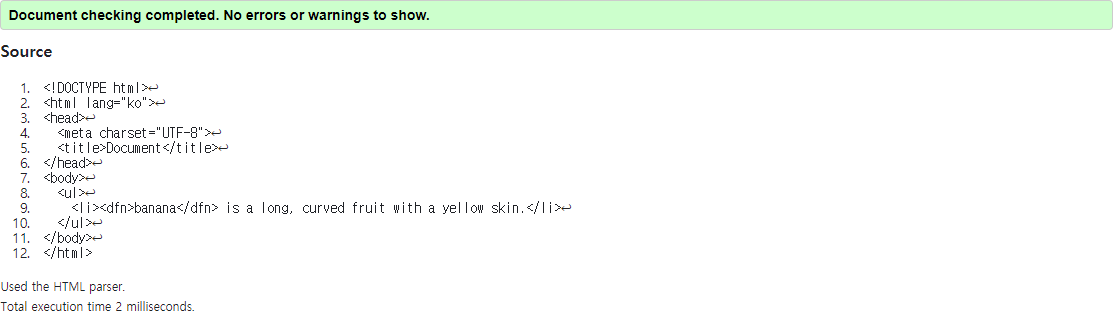 Document checking completed. No errors or warnings to show.
Source
1. <!DOCTYPE html>↩
2. <html lang="ko">↩
3. <head>↩
4.   <meta charset="UTF-8">↩
5.   <title>Document</title>↩
6. </head>↩
7. <body>↩
8.   <ul>↩
9.     <li><dfn>banana</dfn> is a long, curved fruit with a yellow skin.</li>↩
10.   </ul>↩
11. </body>↩
12. </html>
Used the HTML parser.
Total execution time 2 milliseconds.